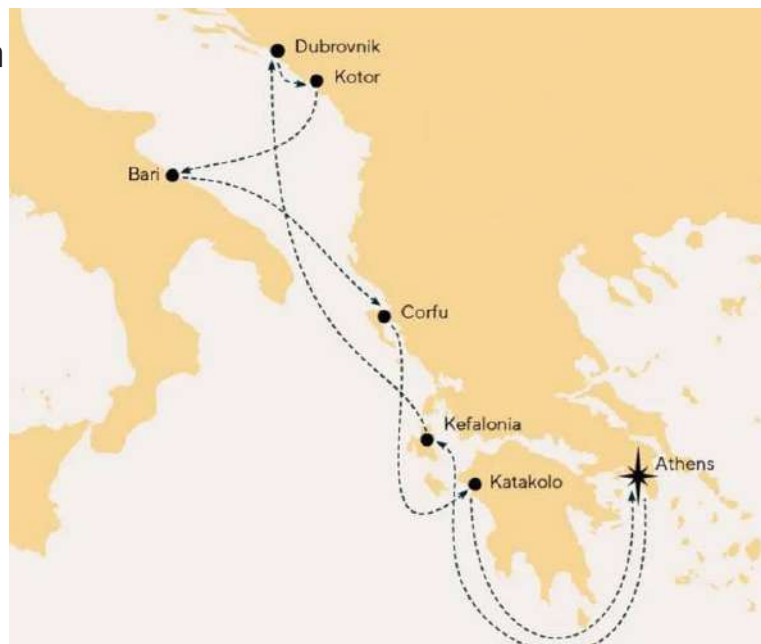 Dubrovnik
Kotor
Bari
Corfu
Kefalonia
Athens
Katakolo